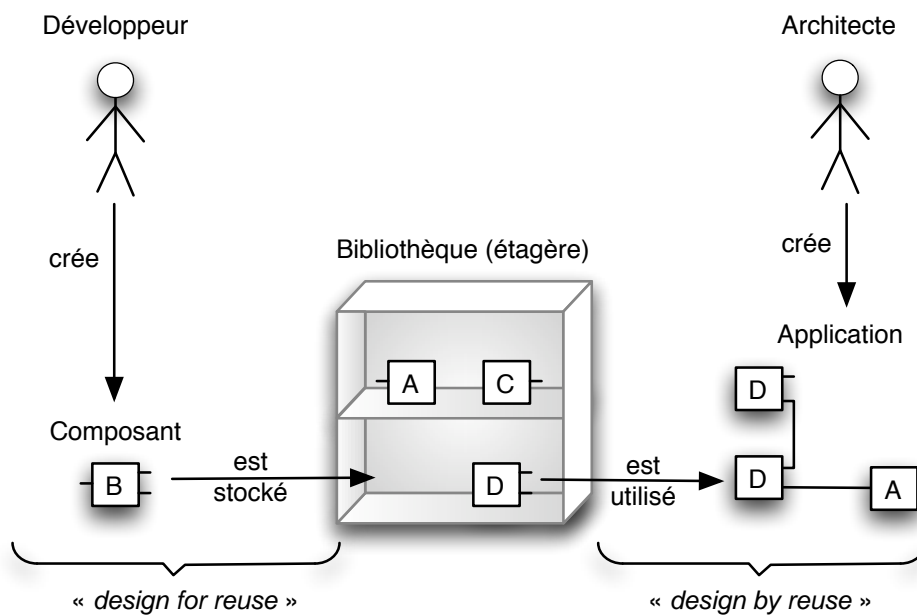 Développeur
Architecte
crée
crée
Bibliothèque (étagère)
Application
A
C
D
Composant
B
est
stocké
D
est
utilisé
D
A
« design for reuse »
« design by reuse »